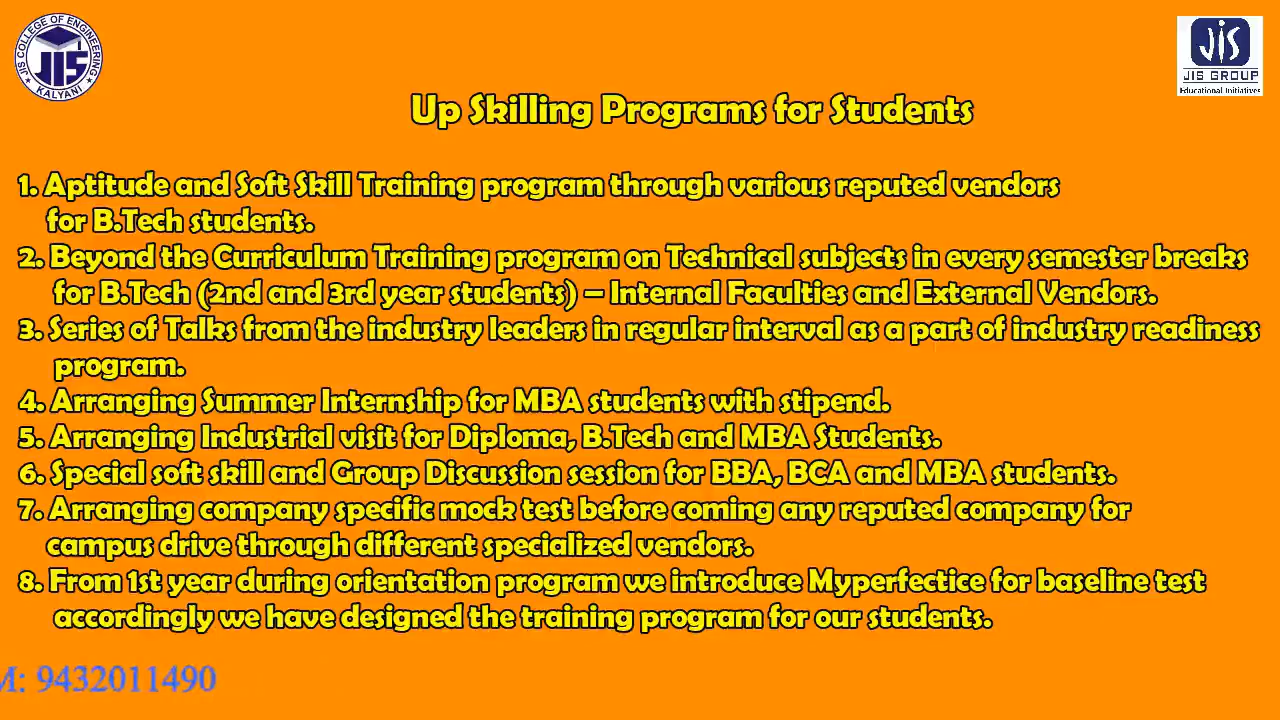 JIS COLLEGE OF ENGINEERING
JIS
KALYANI
JIS
JIS GROUP
Educational Initiatives
Up Skilling Programs for Students
1. Aptitude and Soft Skill Training program through various reputed vendors
for B.Tech students.
2. Beyond the Curriculum Training program on Technical subjects in every semester breaks
for B.Tech (2nd and 3rd year students) – Internal Faculties and External Vendors.
3. Series of Talks from the industry leaders in regular interval as a part of industry readiness
program.
4. Arranging Summer Internship for MBA students with stipend.
5. Arranging Industrial visit for Diploma, B.Tech and MBA Students.
6. Special soft skill and Group Discussion session for BBA, BCA and MBA students.
7. Arranging company specific mock test before coming any reputed company for
campus drive through different specialized vendors.
8. From 1st year during orientation program we introduce Myperfectice for baseline test
accordingly we have designed the training program for our students.
M: 9432011490